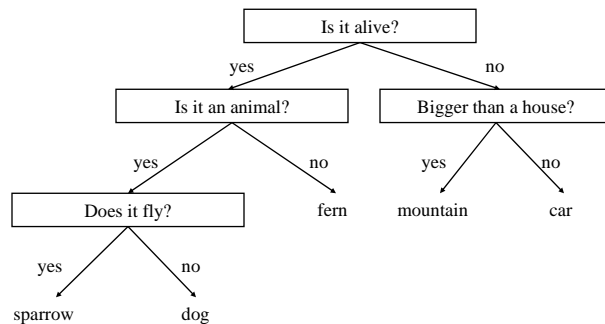 Is it alive?
yes
no
Is it an animal?
Bigger than a house?
yes
no
yes
no
Does it fly?
fern
mountain
car
yes
no
sparrow
dog